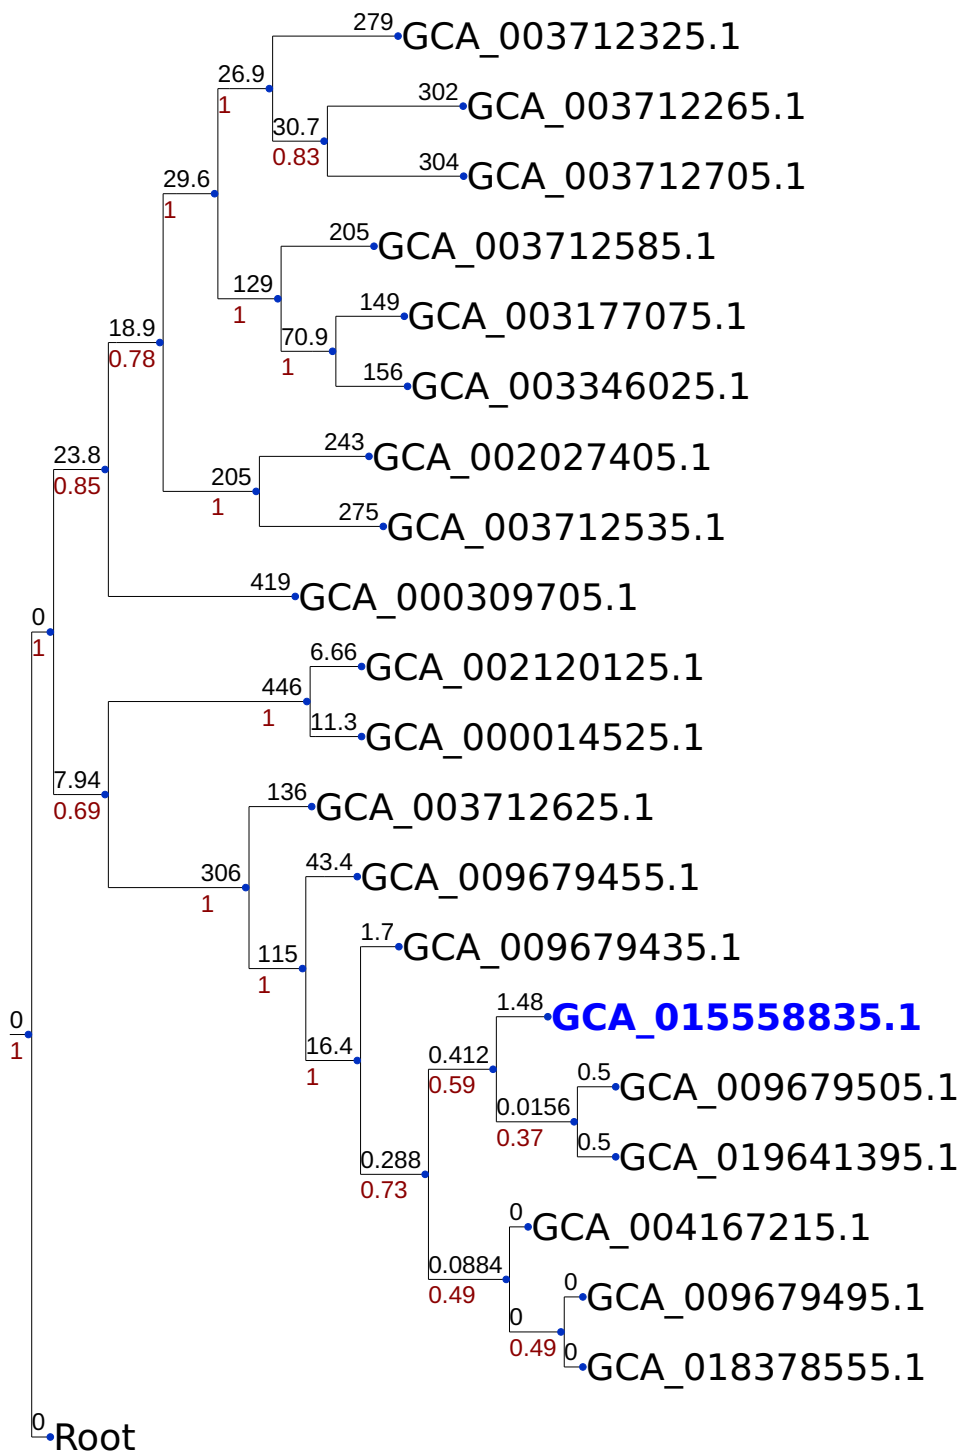 279 GCA_003712325.1
26.9
1
302 GCA_003712265.1
30.7
0.83
304 GCA_003712705.1
29.6
1
205 GCA_003712585.1
129
1
149 GCA_003177075.1
70.9
1
156 GCA_003346025.1
18.9
0.78
243 GCA_002027405.1
205
1
275 GCA_003712535.1
23.8
0.85
419 GCA_000309705.1
0
1
6.66 GCA_002120125.1
446
1
11.3 GCA_000014525.1
7.94
0.69
136 GCA_003712625.1
306
1
43.4 GCA_009679455.1
115
1
1.7 GCA_009679435.1
16.4
1
1.48 GCA_015558835.1
0.412
0.59
0.5 GCA_009679505.1
0.0156
0.37
0.5 GCA_019641395.1
0.288
0.73
0 GCA_004167215.1
0.0884
0.49
0 GCA_009679495.1
0
0.49
0 GCA_018378555.1
0
1
0 Root